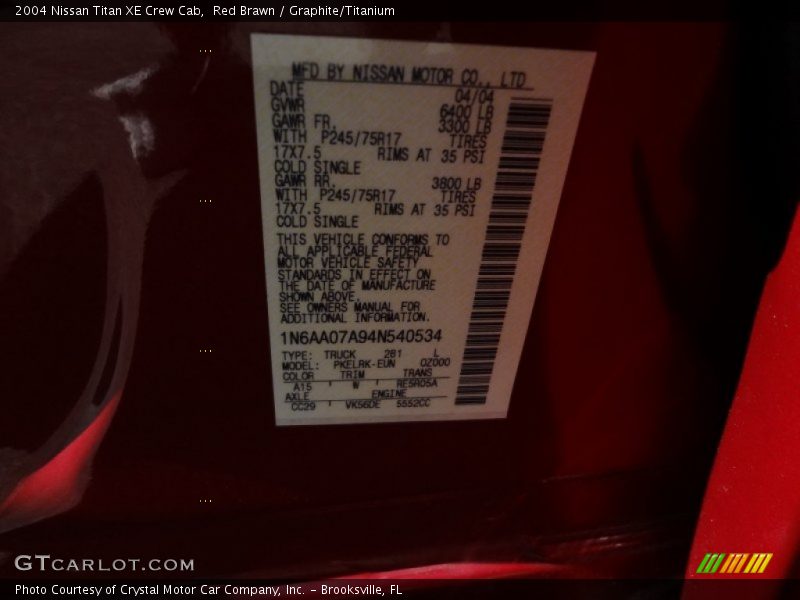 2004 Nissan Titan XE Crew Cab,  Red Brawn / Graphite/Titanium
MFD BY NISSAN MOTOR CO., LTD
DATE 04/04
GVWR 6400 LB
GAWR FR. 3300 LB
WITH P245/75R17 TIRES
17X7.5 RIMS AT 35 PSI
COLD SINGLE
GAWR RR. 3800 LB
WITH P245/75R17 TIRES
17X7.5 RIMS AT 35 PSI
COLD SINGLE
THIS VEHICLE CONFORMS TO
ALL APPLICABLE FEDERAL
MOTOR VEHICLE SAFETY
STANDARDS IN EFFECT ON
THE DATE OF MANUFACTURE
SHOWN ABOVE.
SEE OWNERS MANUAL FOR
ADDITIONAL INFORMATION.
1N6AA07A94N540534
TYPE: TRUCK 281 L
MODEL: PKELRK-EUN 0Z000
COLOR TRIM TRANS
A15 W RE5R05A
AXLE ENGINE
CC29 VK56DE 5552CC
GTCARLOT.COM
Photo Courtesy of Crystal Motor Car Company, Inc. – Brooksville, FL